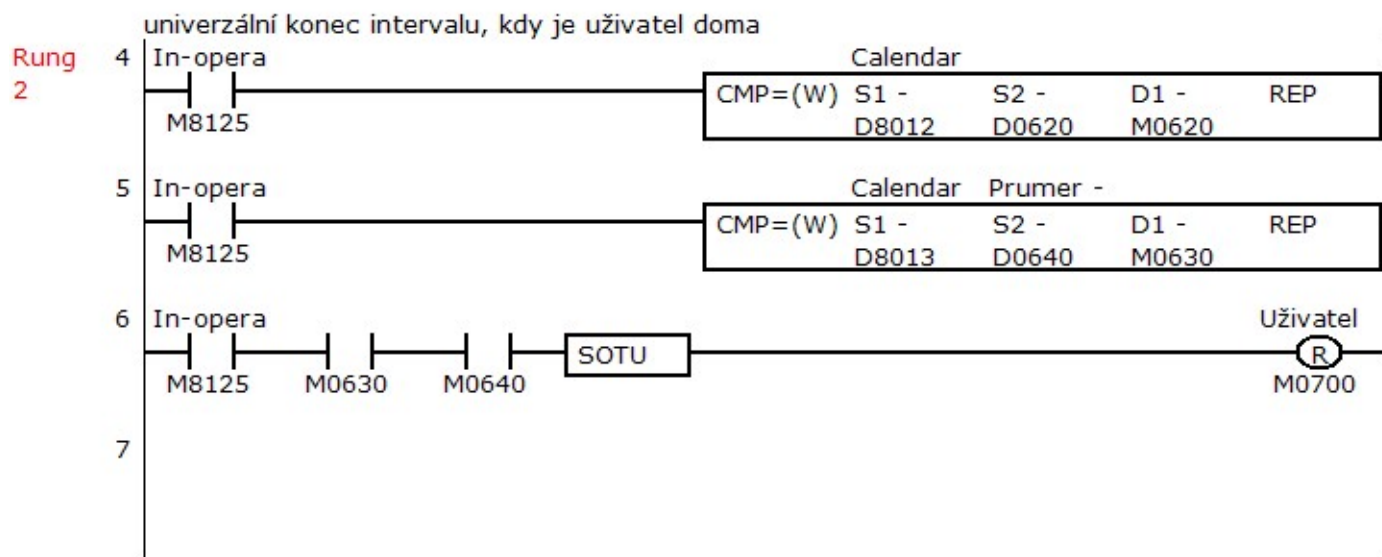 univerzální konec intervalu, kdy je uživatel doma
Rung 4 In-opera Calendar
2 CMP=(W) S1 - S2 - D1 - REP
M8125 D8012 D0620 M0620
5 In-opera Calendar Prumer -
CMP=(W) S1 - S2 - D1 - REP
M8125 D8013 D0640 M0630
6 In-opera Uživatel
SOTU R
M8125 M0630 M0640 M0700
7